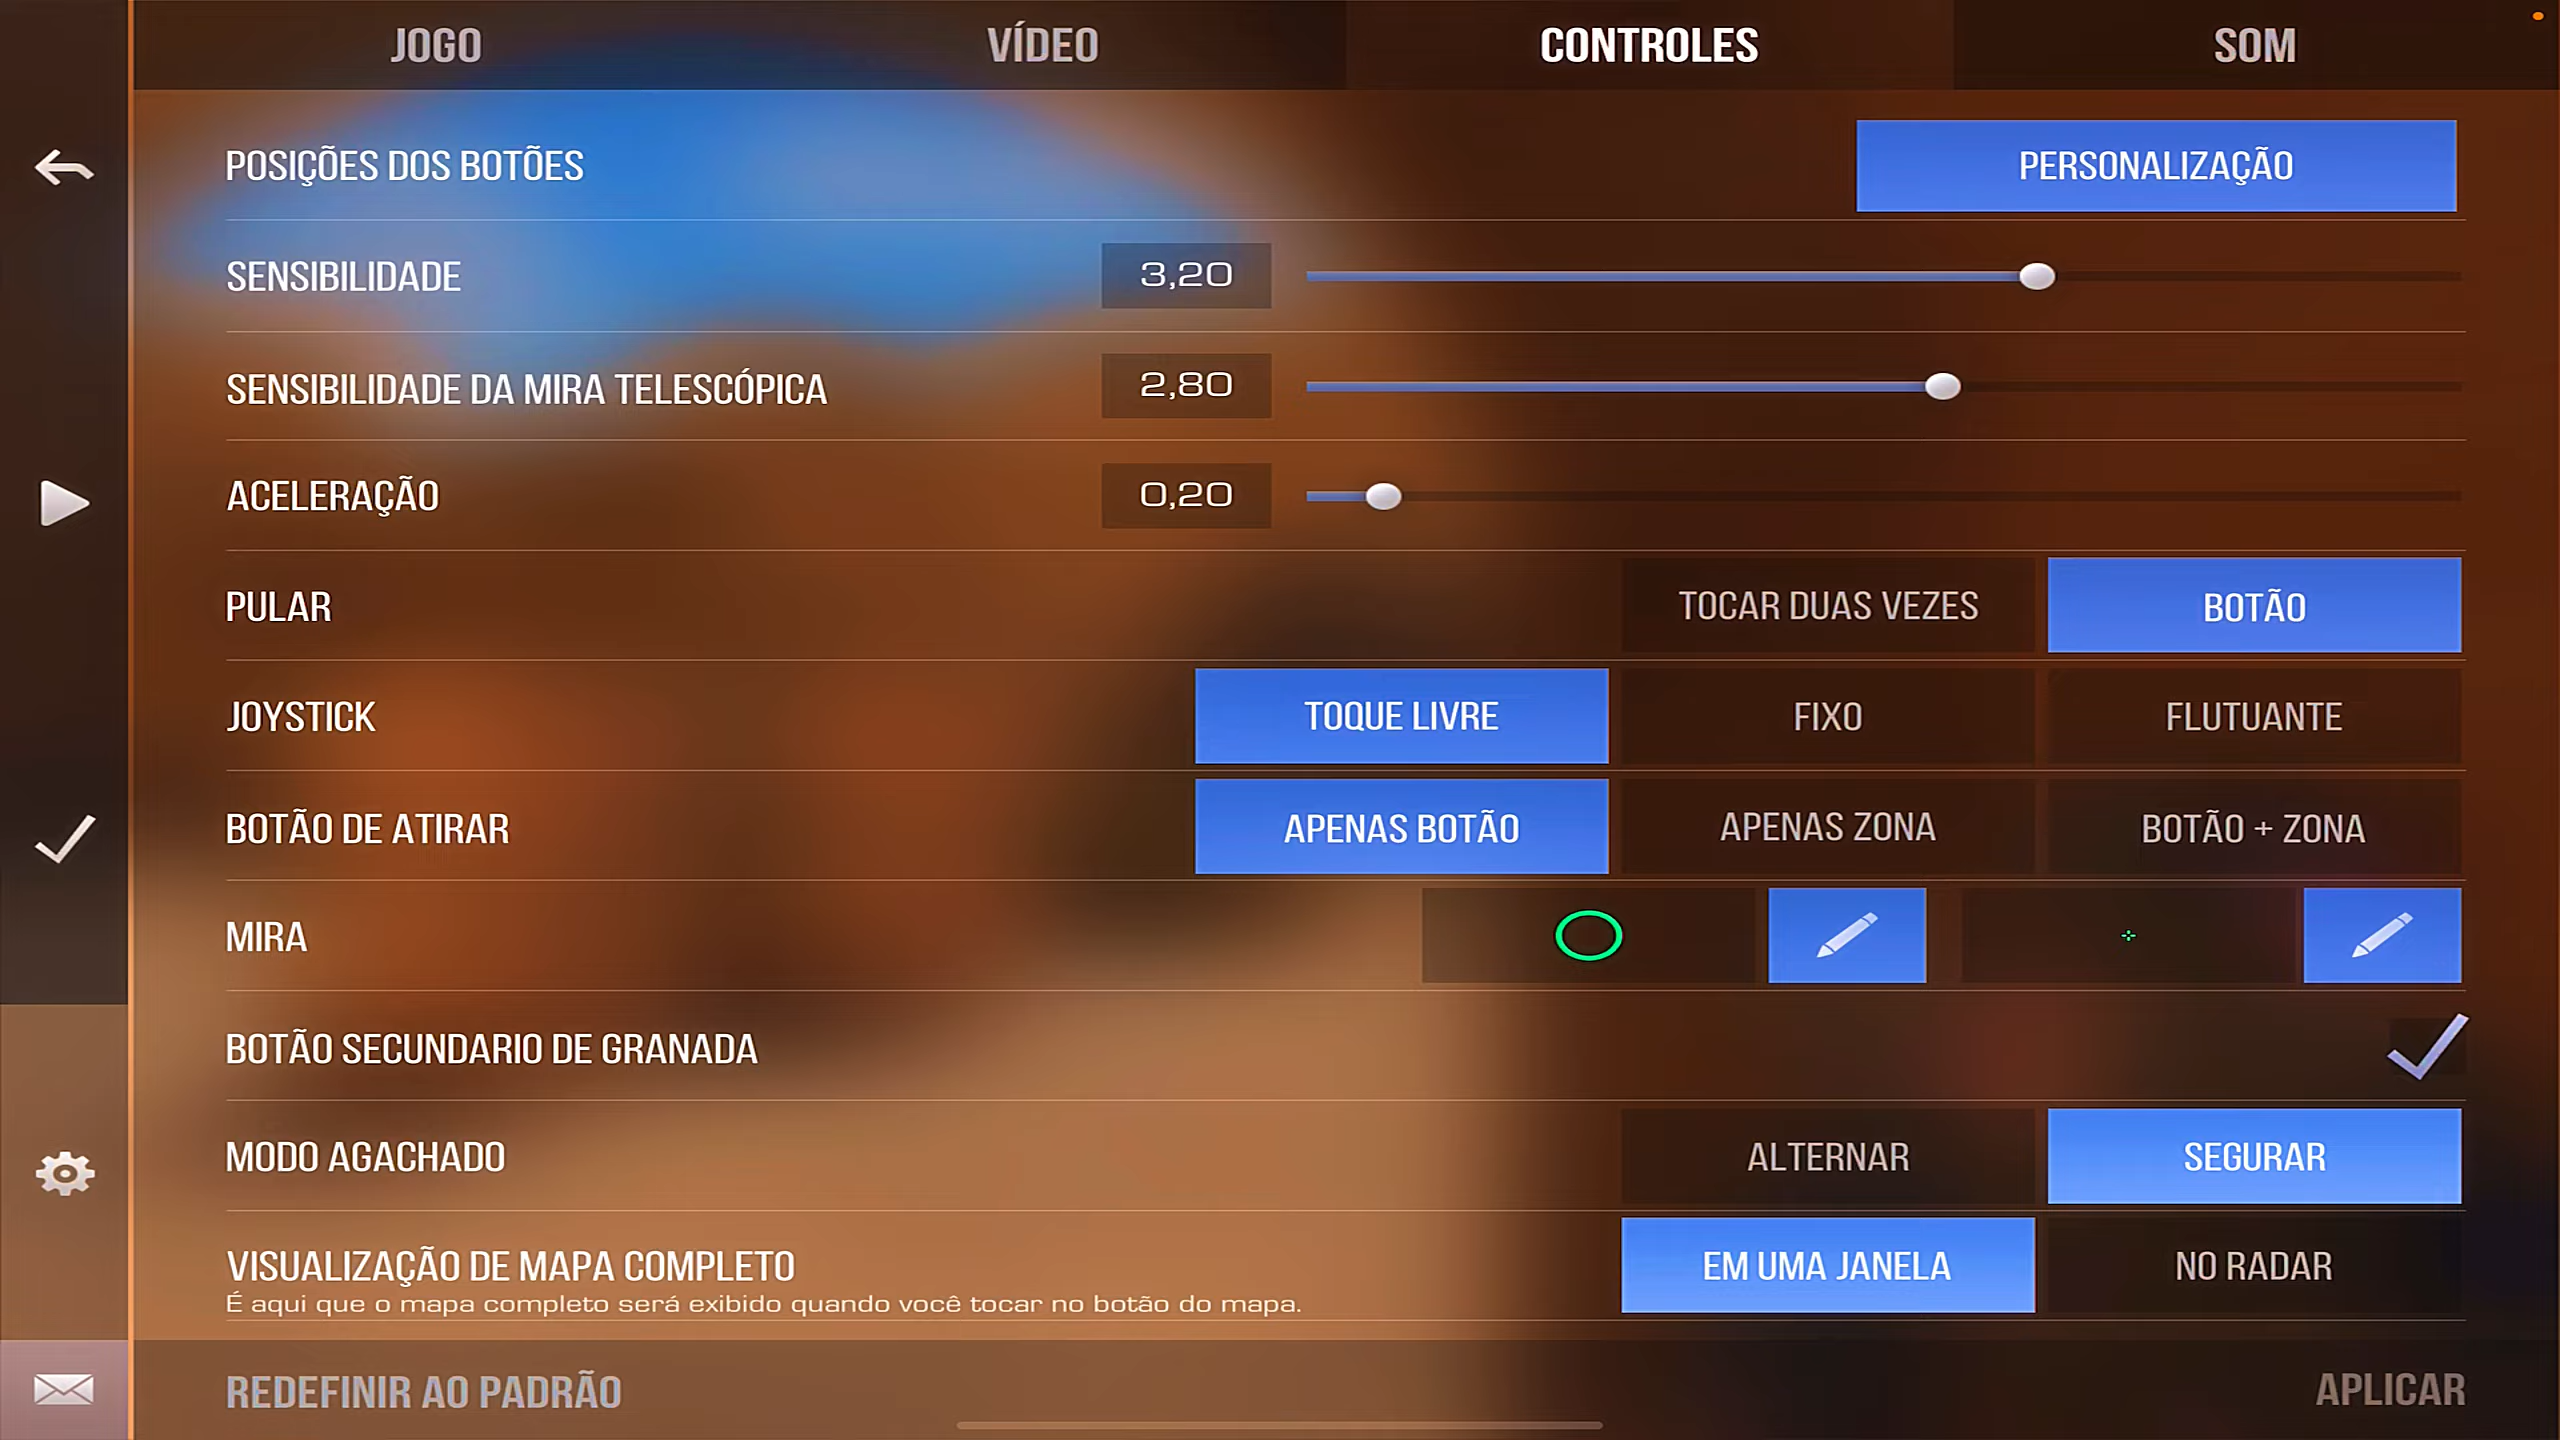 JOGO
VÍDEO
CONTROLES
SOM
POSIÇÕES DOS BOTÕES
PERSONALIZAÇÃO
SENSIBILIDADE
3,20
SENSIBILIDADE DA MIRA TELESCÓPICA
2,80
ACELERAÇÃO
0,20
PULAR
TOCAR DUAS VEZES
BOTÃO
JOYSTICK
TOQUE LIVRE
FIXO
FLUTUANTE
BOTÃO DE ATIRAR
APENAS BOTÃO
APENAS ZONA
BOTÃO + ZONA
MIRA
BOTÃO SECUNDARIO DE GRANADA
MODO AGACHADO
ALTERNAR
SEGURAR
VISUALIZAÇÃO DE MAPA COMPLETO
É aqui que o mapa completo será exibido quando você tocar no botão do mapa.
EM UMA JANELA
NO RADAR
REDEFINIR AO PADRÃO
APLICAR